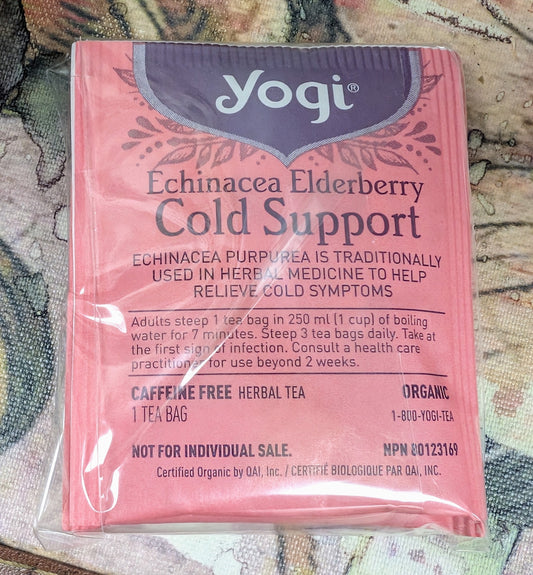 yogi®
Echinacea Elderberry
Cold Support
ECHINACEA PURPUREA IS TRADITIONALLY
USED IN HERBAL MEDICINE TO HELP
RELIEVE COLD SYMPTOMS
Adults steep 1 tea bag in 250 ml (1 cup) of boiling
water for 7 minutes. Steep 3 tea bags daily. Take at
the first sign of infection. Consult a health care
practitioner for use beyond 2 weeks.
CAFFEINE FREE HERBAL TEA ORGANIC
1 TEA BAG 1-800-YOGI-TEA
NOT FOR INDIVIDUAL SALE. NPN 80123169
Certified Organic by QAI, Inc. / CERTIFIÉ BIOLOGIQUE PAR QAI, INC.